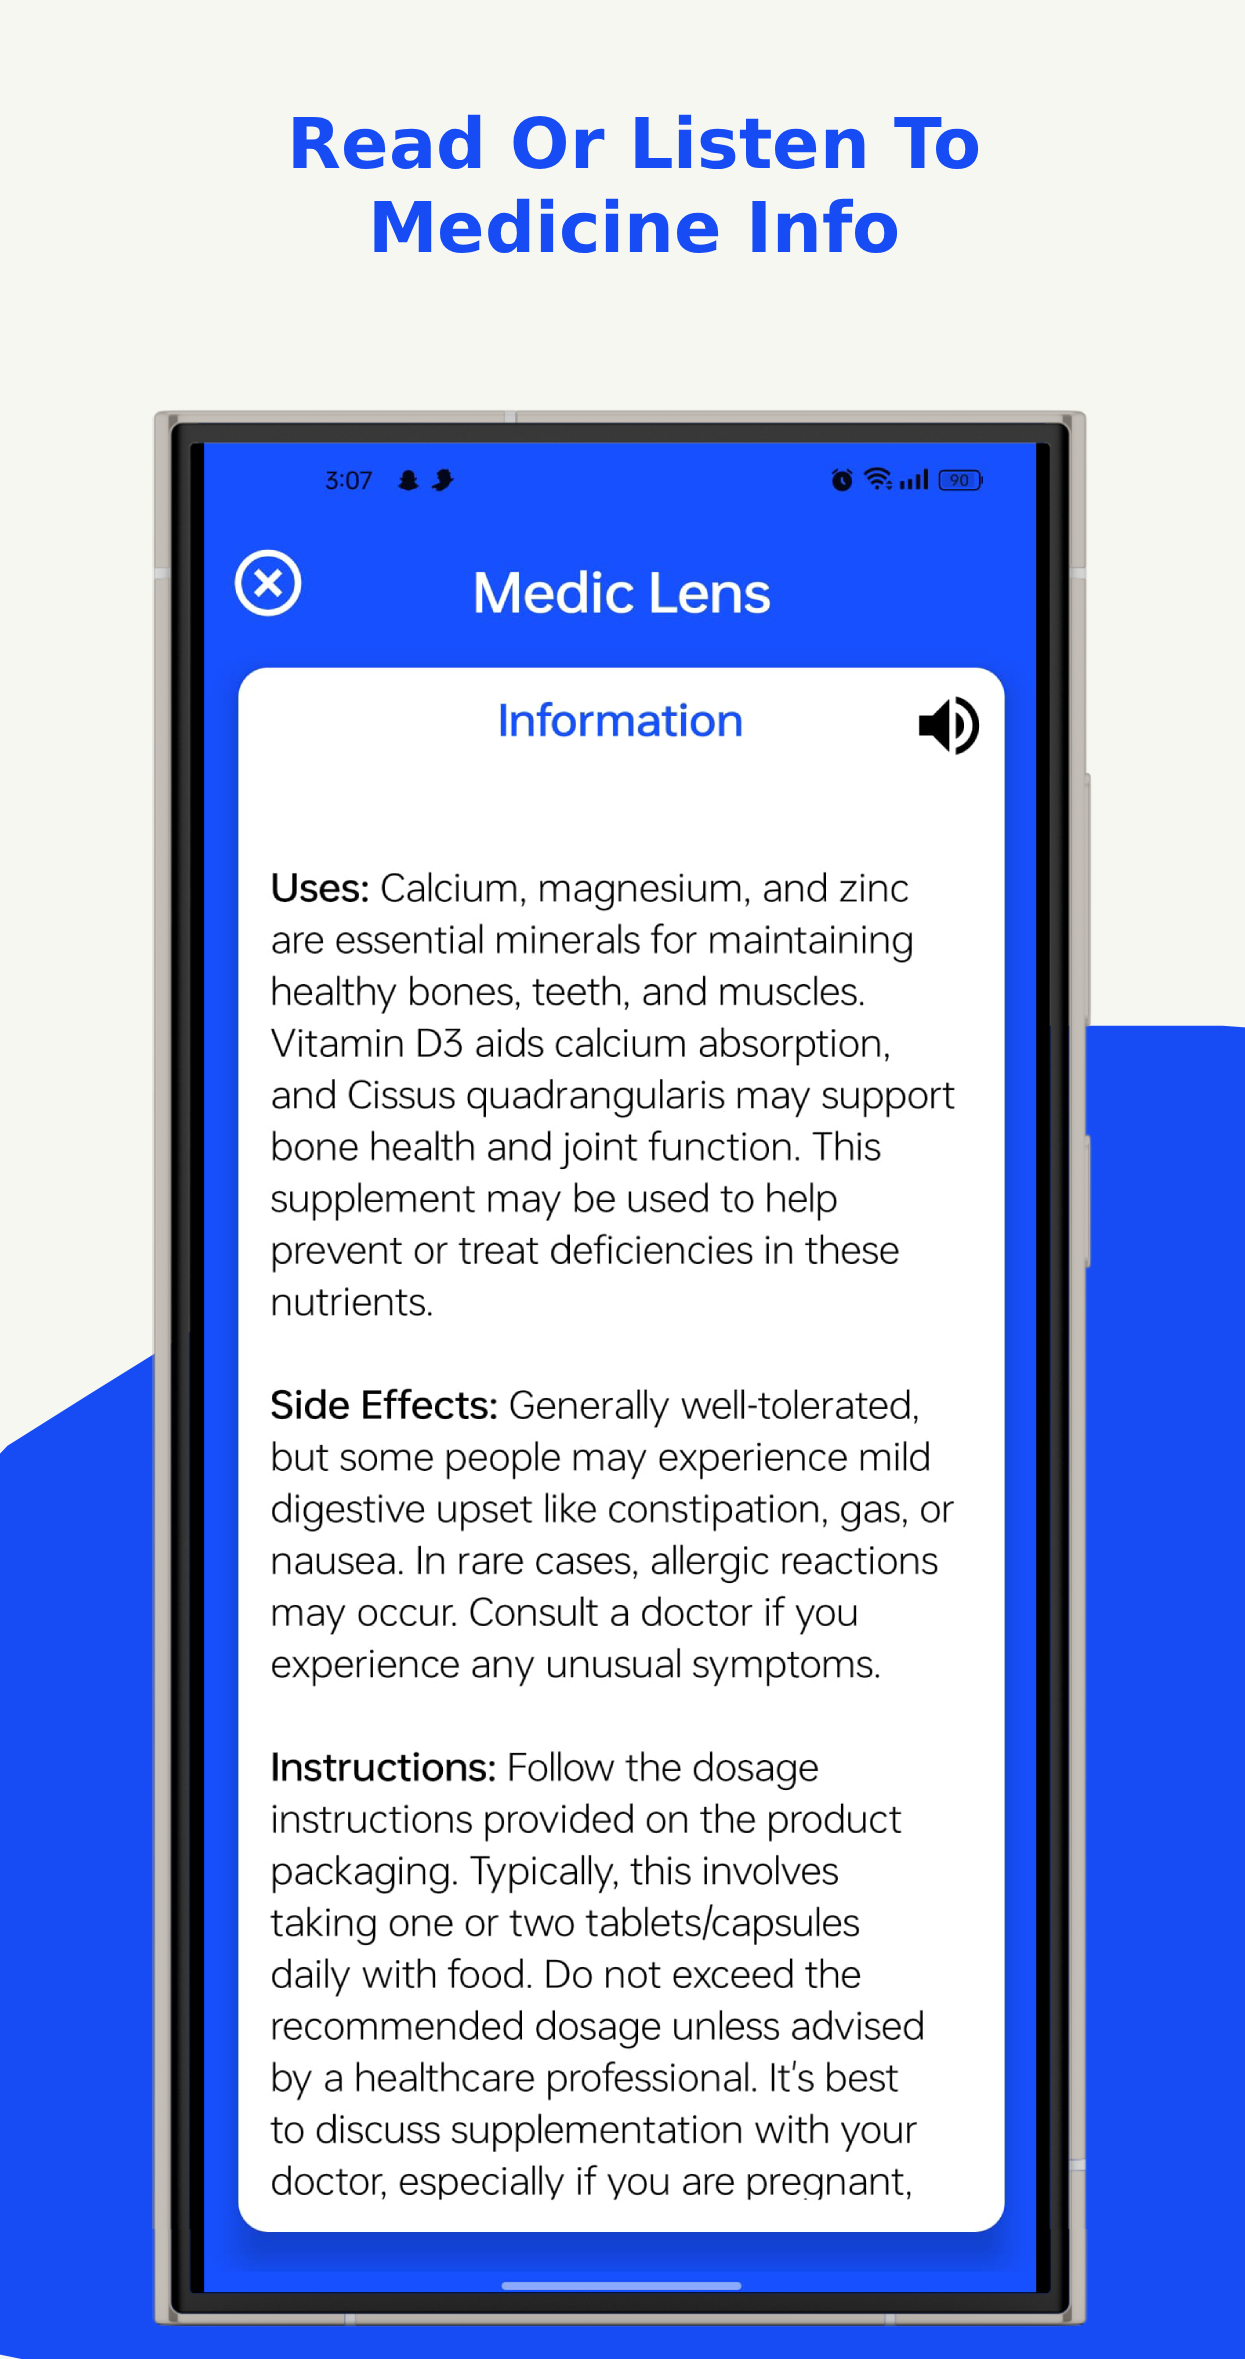 Read Or Listen To
Medicine Info
3:07
90
Medic Lens
Information
Uses: Calcium, magnesium, and zinc
are essential minerals for maintaining
healthy bones, teeth, and muscles.
Vitamin D3 aids calcium absorption,
and Cissus quadrangularis may support
bone health and joint function. This
supplement may be used to help
prevent or treat deficiencies in these
nutrients.
Side Effects: Generally well-tolerated,
but some people may experience mild
digestive upset like constipation, gas, or
nausea. In rare cases, allergic reactions
may occur. Consult a doctor if you
experience any unusual symptoms.
Instructions: Follow the dosage
instructions provided on the product
packaging. Typically, this involves
taking one or two tablets/capsules
daily with food. Do not exceed the
recommended dosage unless advised
by a healthcare professional. It's best
to discuss supplementation with your
doctor, especially if you are pregnant,